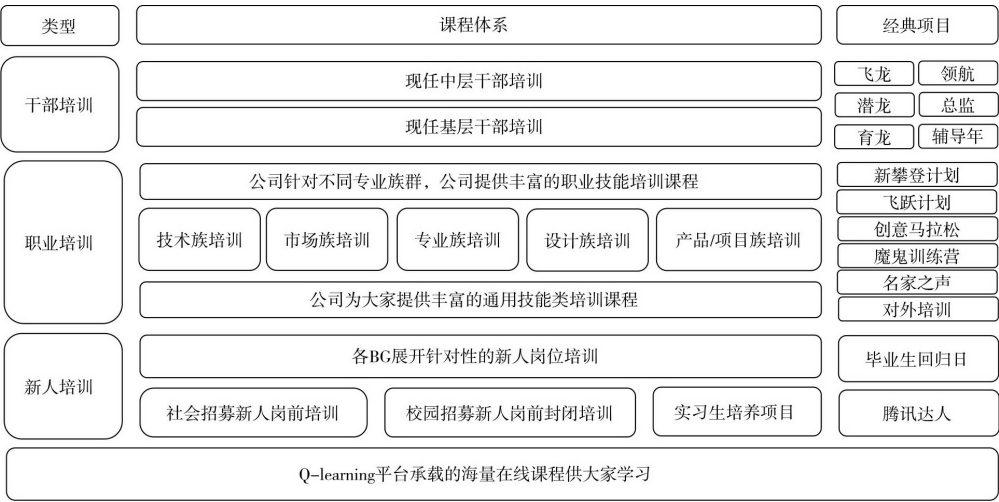 类型
课程体系
经典项目
干部培训
现任中层干部培训
现任基层干部培训
飞龙
领航
潜龙
总监
育龙
辅导年
职业培训
公司针对不同专业族群，公司提供丰富的职业技能培训课程
技术族培训
市场族培训
专业族培训
设计族培训
产品/项目族培训
公司为大家提供丰富的通用技能类培训课程
新攀登计划
飞跃计划
创意马拉松
魔鬼训练营
名家之声
对外培训
新人培训
各BG展开针对性的新人岗位培训
社会招募新人岗前培训
校园招募新人岗前封闭培训
实习生培养项目
毕业生回归日
腾讯达人
Q-learning平台承载的海量在线课程供大家学习